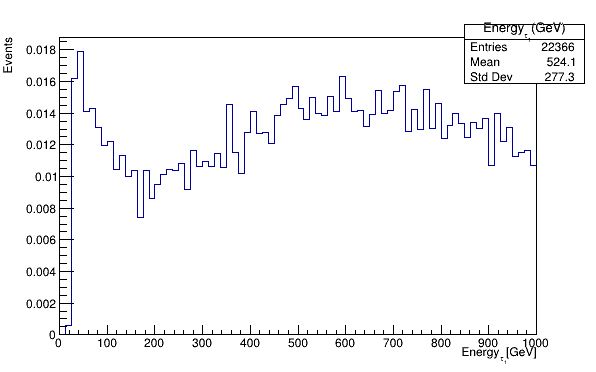 Energy_τ₁ (GeV)
Entries 22366
Mean 524.1
Std Dev 277.3
Events
0.018
0.016
0.014
0.012
0.01
0.008
0.006
0.004
0.002
0
0 100 200 300 400 500 600 700 800 900 1000
Energy_τ₁ [GeV]